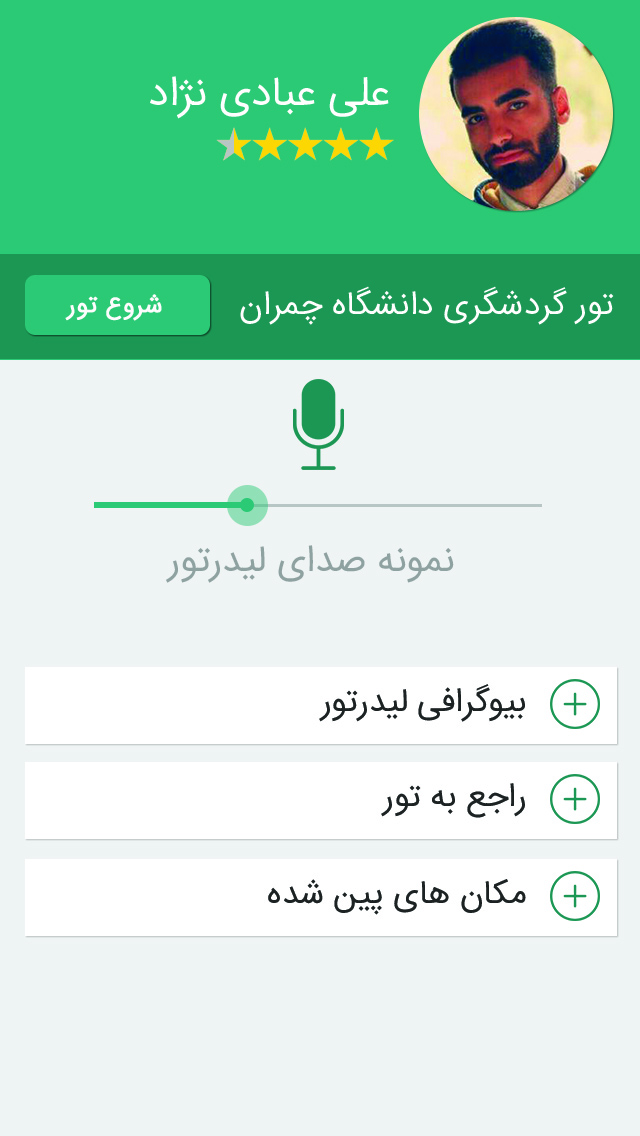 علی عبادی نژاد
تور گردشگری دانشگاه چمران
شروع تور
نمونه صدای لیدرتور
بیوگرافی لیدرتور
راجع به تور
مکان های پین شده